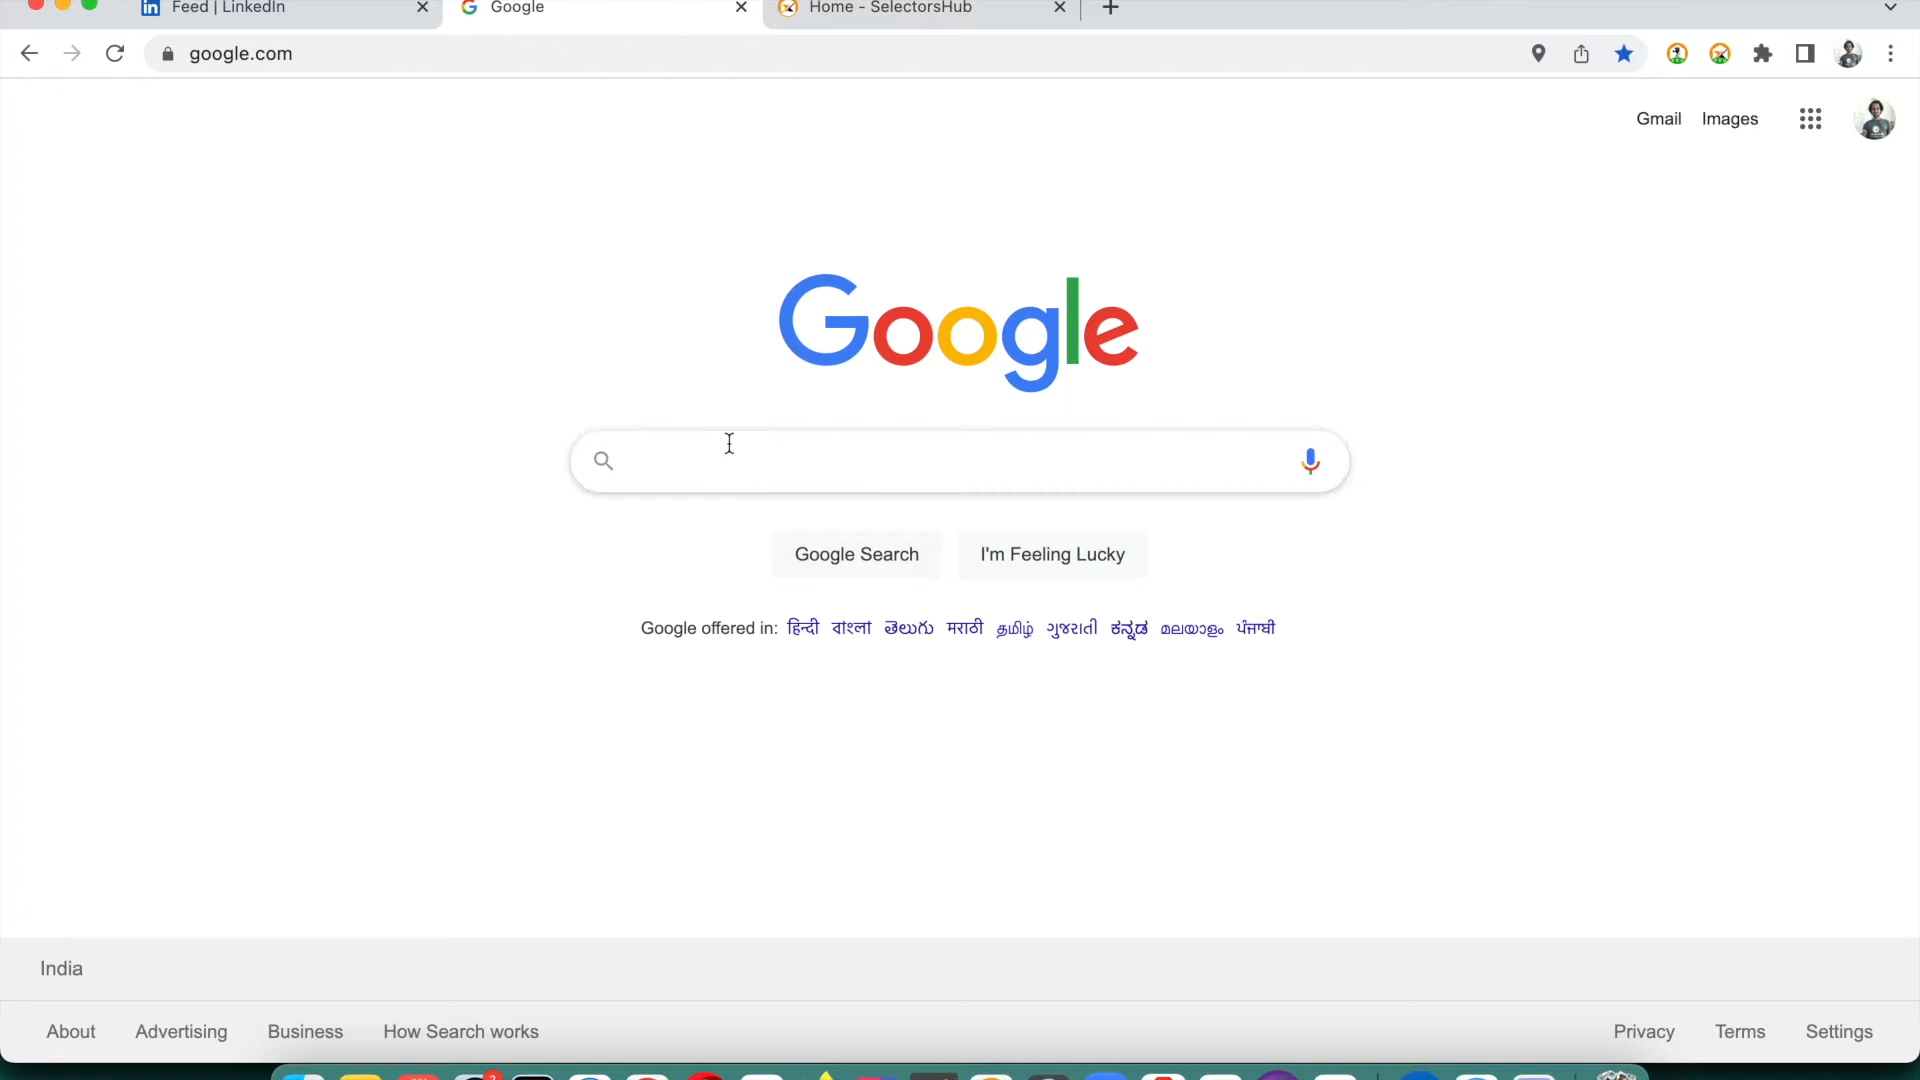 Feed | LinkedIn
Google
Home - SelectorsHub
google.com
Gmail Images
Google
Google Search
I'm Feeling Lucky
Google offered in: हिन्दी বাংলা తెలుగు मराठी தமிழ் ગુજરાતી ಕನ್ನಡ മലയാളം ਪੰਜਾਬੀ
India
About Advertising Business How Search works
Privacy Terms Settings